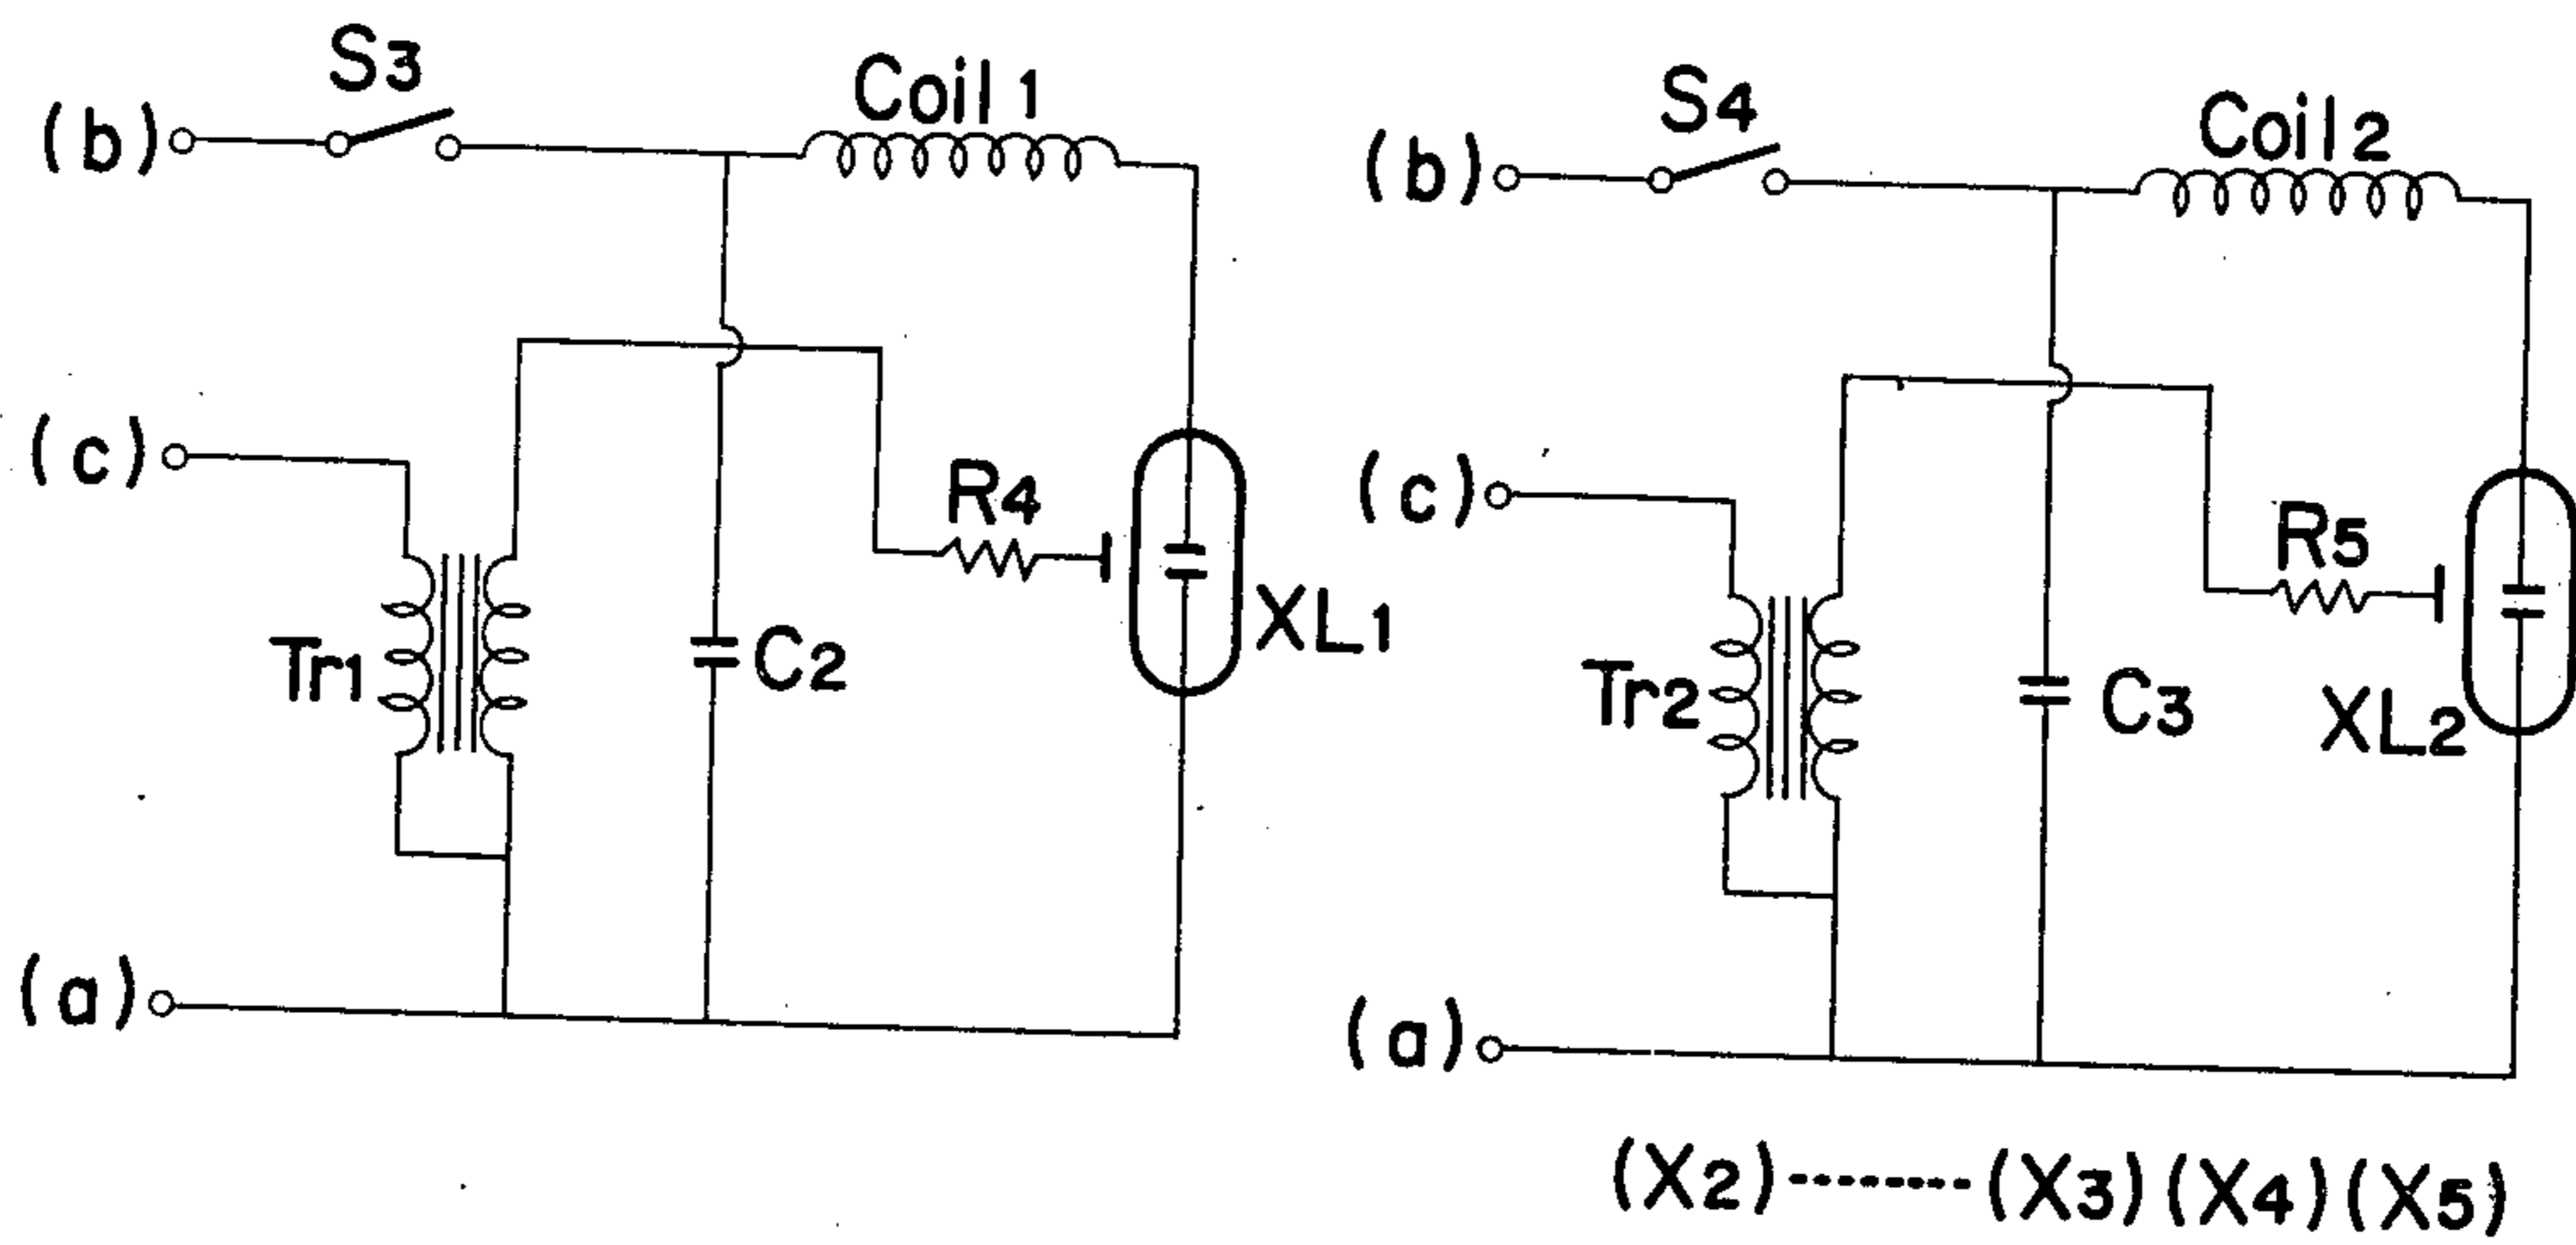 S3
Coil 1
(b)
(c)
R4
Tr1
C2
XL1
(a)
S4
Coil 2
(b)
(c)
R5
Tr2
C3
XL2
(a)
(X2)---------(X3)(X4)(X5)